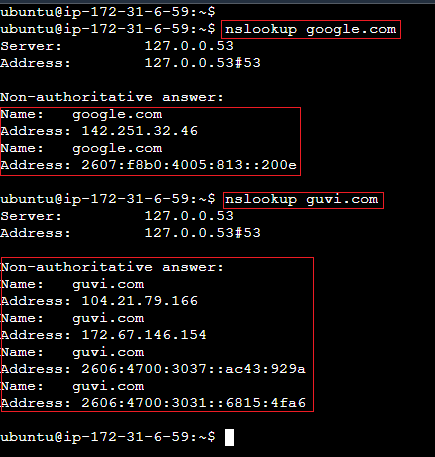 ubuntu@ip-172-31-6-59:~$
ubuntu@ip-172-31-6-59:~$ nslookup google.com
Server:         127.0.0.53
Address:        127.0.0.53#53
Non-authoritative answer:
Name:   google.com
Address: 142.251.32.46
Name:   google.com
Address: 2607:f8b0:4005:813::200e
ubuntu@ip-172-31-6-59:~$ nslookup guvi.com
Server:         127.0.0.53
Address:        127.0.0.53#53
Non-authoritative answer:
Name:   guvi.com
Address: 104.21.79.166
Name:   guvi.com
Address: 172.67.146.154
Name:   guvi.com
Address: 2606:4700:3037::ac43:929a
Name:   guvi.com
Address: 2606:4700:3031::6815:4fa6
ubuntu@ip-172-31-6-59:~$